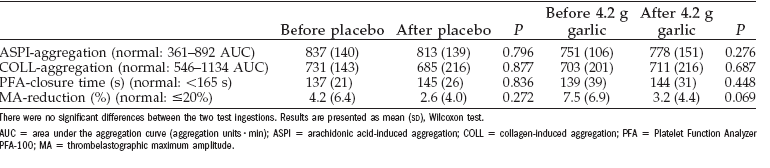 Before placebo After placebo P Before 4.2 g garlic After 4.2 g garlic P
ASPI-aggregation (normal: 361–892 AUC) 837 (140) 813 (139) 0.796 751 (106) 778 (151) 0.276
COLL-aggregation (normal: 546–1134 AUC) 731 (143) 685 (216) 0.877 703 (201) 711 (216) 0.687
PFA-closure time (s) (normal: <165 s) 137 (21) 145 (26) 0.836 139 (39) 144 (31) 0.448
MA-reduction (%) (normal: ≤20%) 4.2 (6.4) 2.6 (4.0) 0.272 7.5 (6.9) 3.2 (4.4) 0.069
There were no significant differences between the two test ingestions. Results are presented as mean (SD), Wilcoxon test.
AUC = area under the aggregation curve (aggregation units · min); ASPI = arachidonic acid-induced aggregation; COLL = collagen-induced aggregation; PFA = Platelet Function Analyzer
PFA-100; MA = thrombelastographic maximum amplitude.